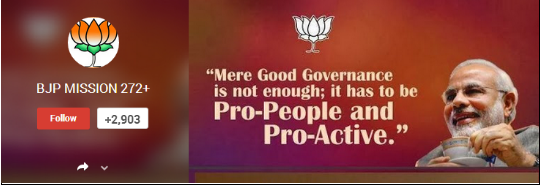 BJP MISSION 272+
Follow
+2,903
“Mere Good Governance
is not enough; it has to be
Pro-People and
Pro-Active.”